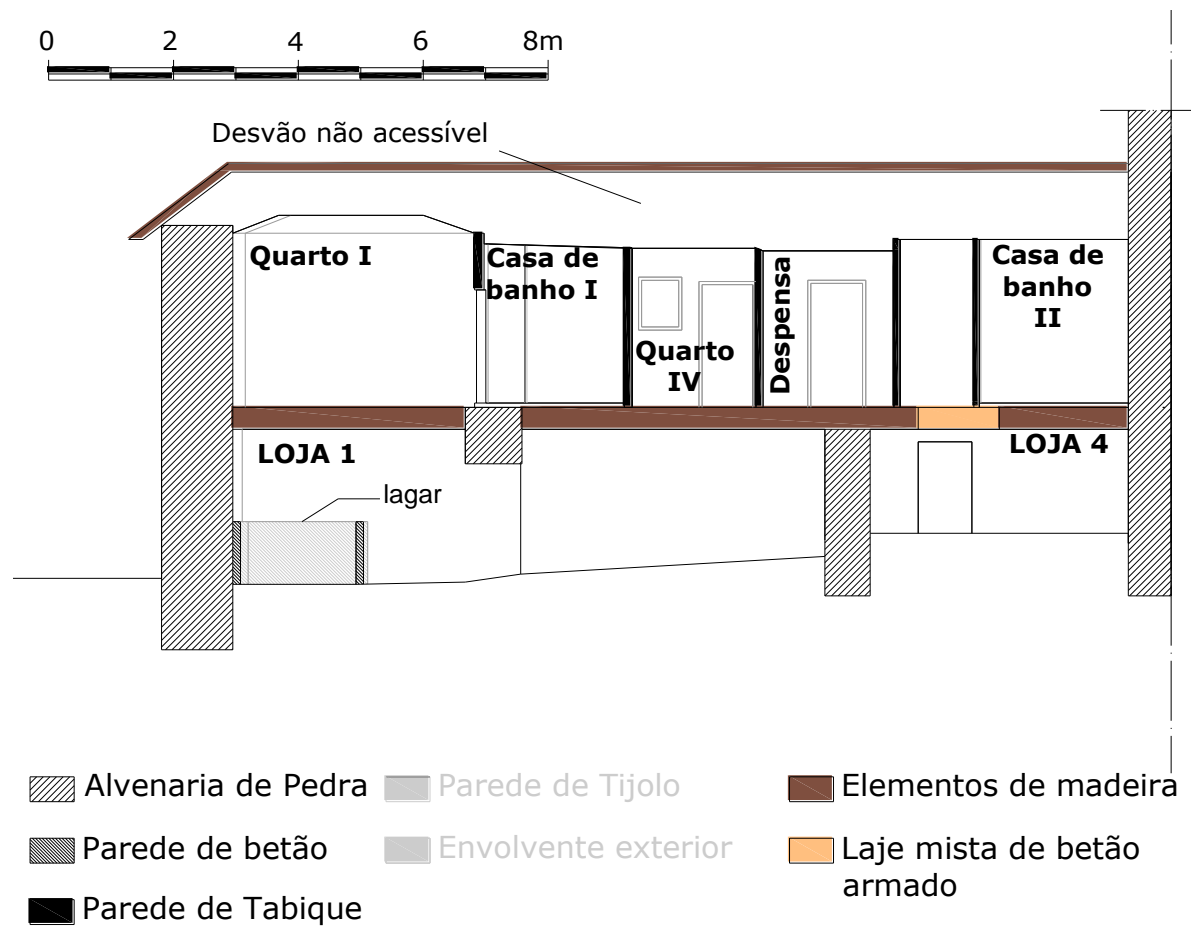 0 2 4 6 8m
Desvão não acessível
Quarto I
Casa de
banho I
Quarto
IV
Despensa
Casa de
banho
II
LOJA 1
LOJA 4
lagar
Alvenaria de Pedra
Parede de Tijolo
Elementos de madeira
Parede de betão
Envolvente exterior
Laje mista de betão
armado
Parede de Tabique